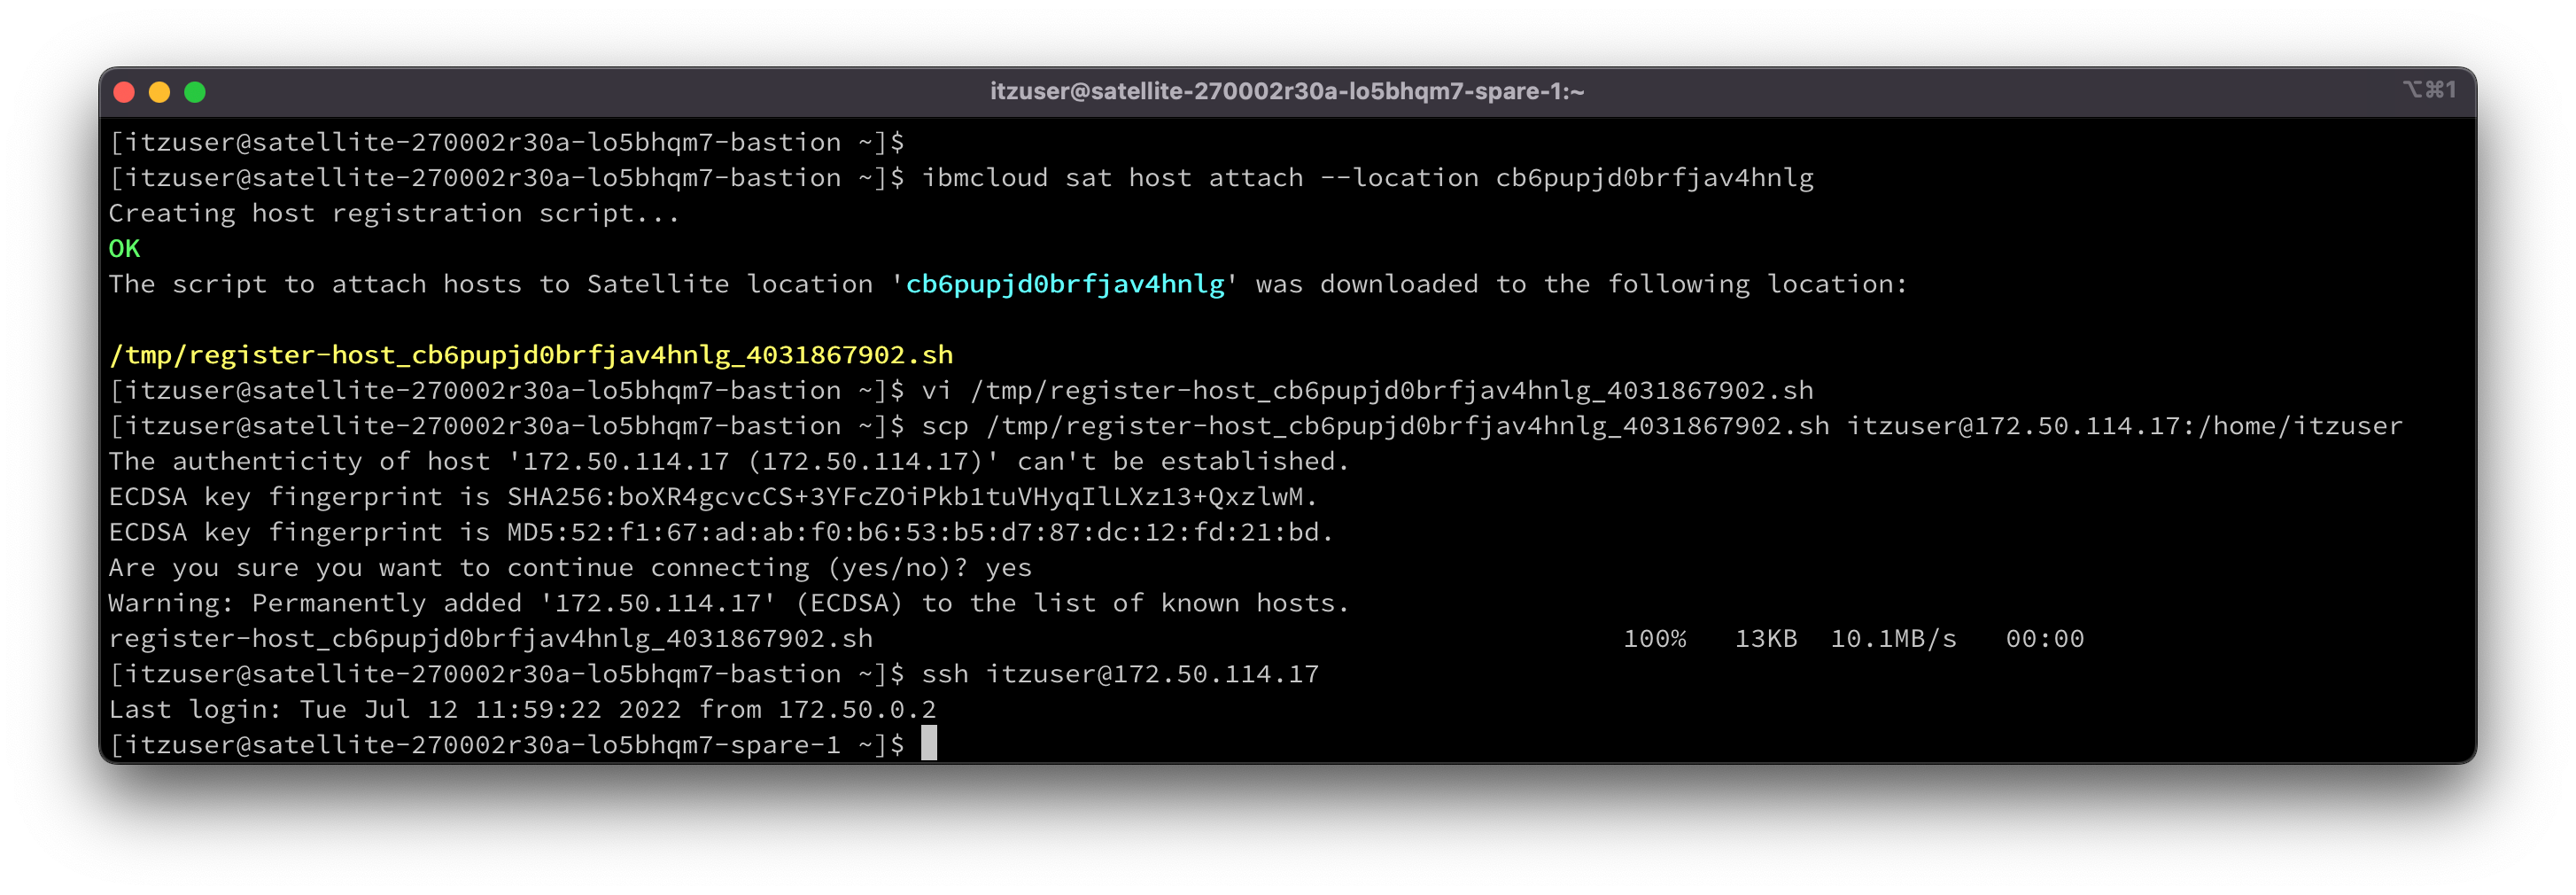 itzuser@satellite-270002r30a-lo5bhqm7-spare-1:~
⌥⌘1
[itzuser@satellite-270002r30a-lo5bhqm7-bastion ~]$
[itzuser@satellite-270002r30a-lo5bhqm7-bastion ~]$ ibmcloud sat host attach --location cb6pupjd0brfjav4hnlg
Creating host registration script...
OK
The script to attach hosts to Satellite location 'cb6pupjd0brfjav4hnlg' was downloaded to the following location:
/tmp/register-host_cb6pupjd0brfjav4hnlg_4031867902.sh
[itzuser@satellite-270002r30a-lo5bhqm7-bastion ~]$ vi /tmp/register-host_cb6pupjd0brfjav4hnlg_4031867902.sh
[itzuser@satellite-270002r30a-lo5bhqm7-bastion ~]$ scp /tmp/register-host_cb6pupjd0brfjav4hnlg_4031867902.sh itzuser@172.50.114.17:/home/itzuser
The authenticity of host '172.50.114.17 (172.50.114.17)' can't be established.
ECDSA key fingerprint is SHA256:boXR4gcvcCS+3YFcZOiPkb1tuVHyqIlLXz13+QxzlwM.
ECDSA key fingerprint is MD5:52:f1:67:ad:ab:f0:b6:53:b5:d7:87:dc:12:fd:21:bd.
Are you sure you want to continue connecting (yes/no)? yes
Warning: Permanently added '172.50.114.17' (ECDSA) to the list of known hosts.
register-host_cb6pupjd0brfjav4hnlg_4031867902.sh 100% 13KB 10.1MB/s 00:00
[itzuser@satellite-270002r30a-lo5bhqm7-bastion ~]$ ssh itzuser@172.50.114.17
Last login: Tue Jul 12 11:59:22 2022 from 172.50.0.2
[itzuser@satellite-270002r30a-lo5bhqm7-spare-1 ~]$